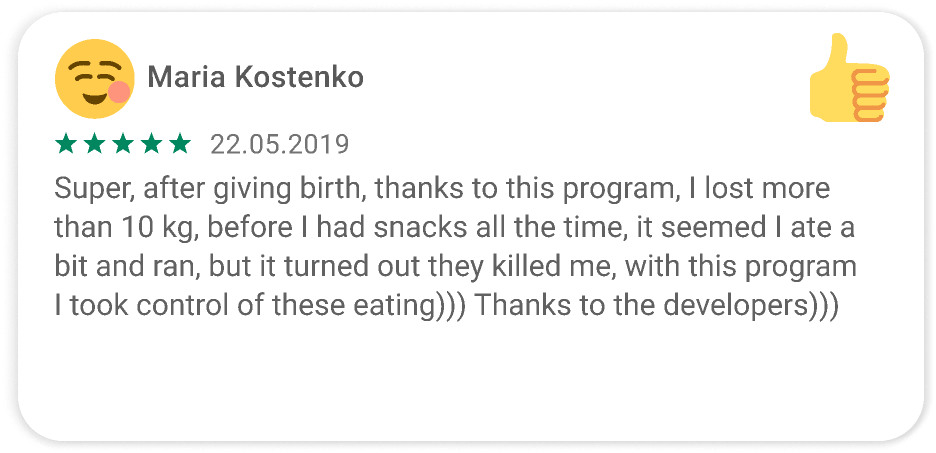 Maria Kostenko
22.05.2019
Super, after giving birth, thanks to this program, I lost more
than 10 kg, before I had snacks all the time, it seemed I ate a
bit and ran, but it turned out they killed me, with this program
I took control of these eating))) Thanks to the developers)))